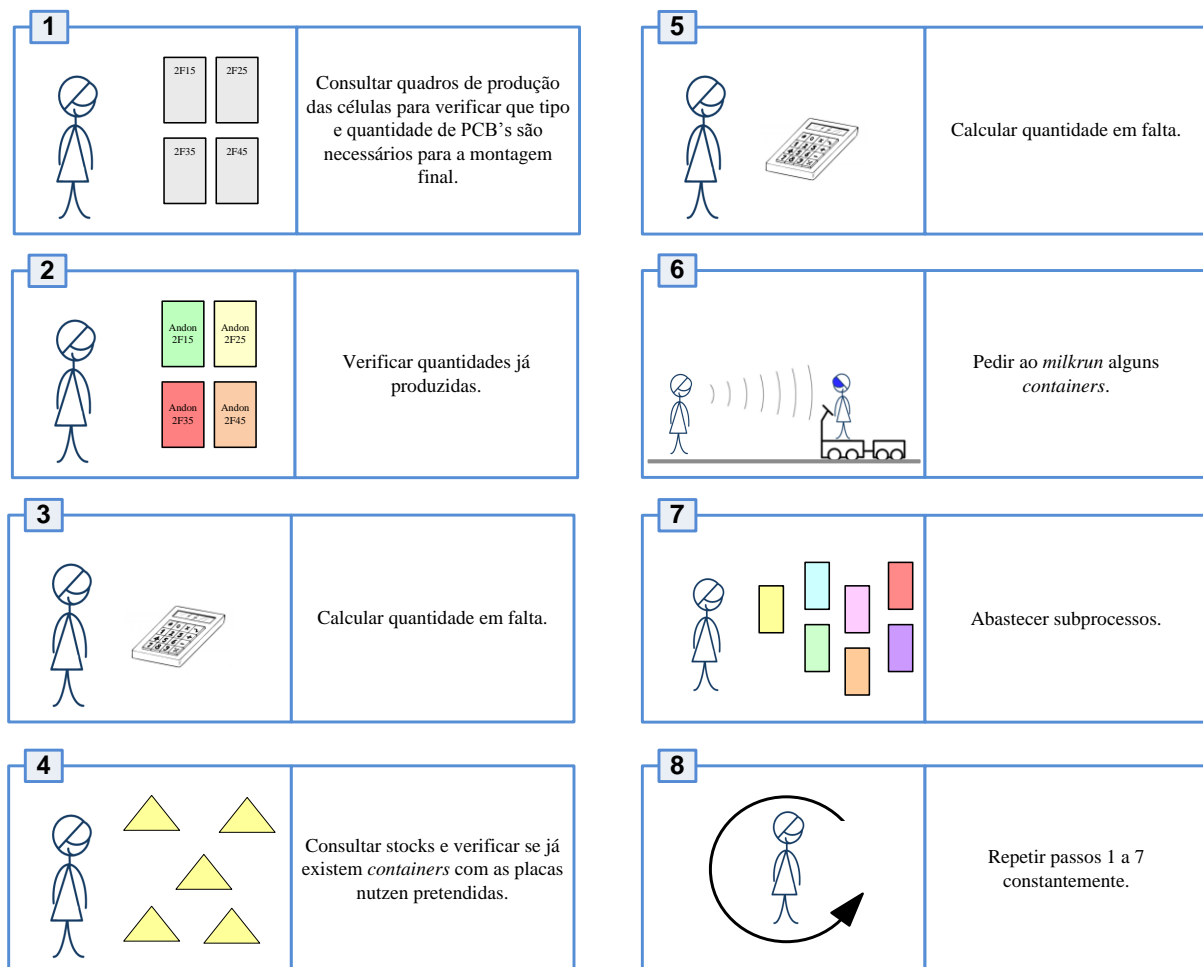 1
2F15
2F25
2F35
2F45
Consultar quadros de produção
das células para verificar que tipo
e quantidade de PCB’s são
necessários para a montagem
final.
2
Andon
2F15
Andon
2F25
Andon
2F35
Andon
2F45
Verificar quantidades já
produzidas.
3
Calcular quantidade em falta.
4
Consultar stocks e verificar se já
existem containers com as placas
nutzen pretendidas.
5
Calcular quantidade em falta.
6
Pedir ao milkrun alguns
containers.
7
Abastecer subprocessos.
8
Repetir passos 1 a 7
constantemente.